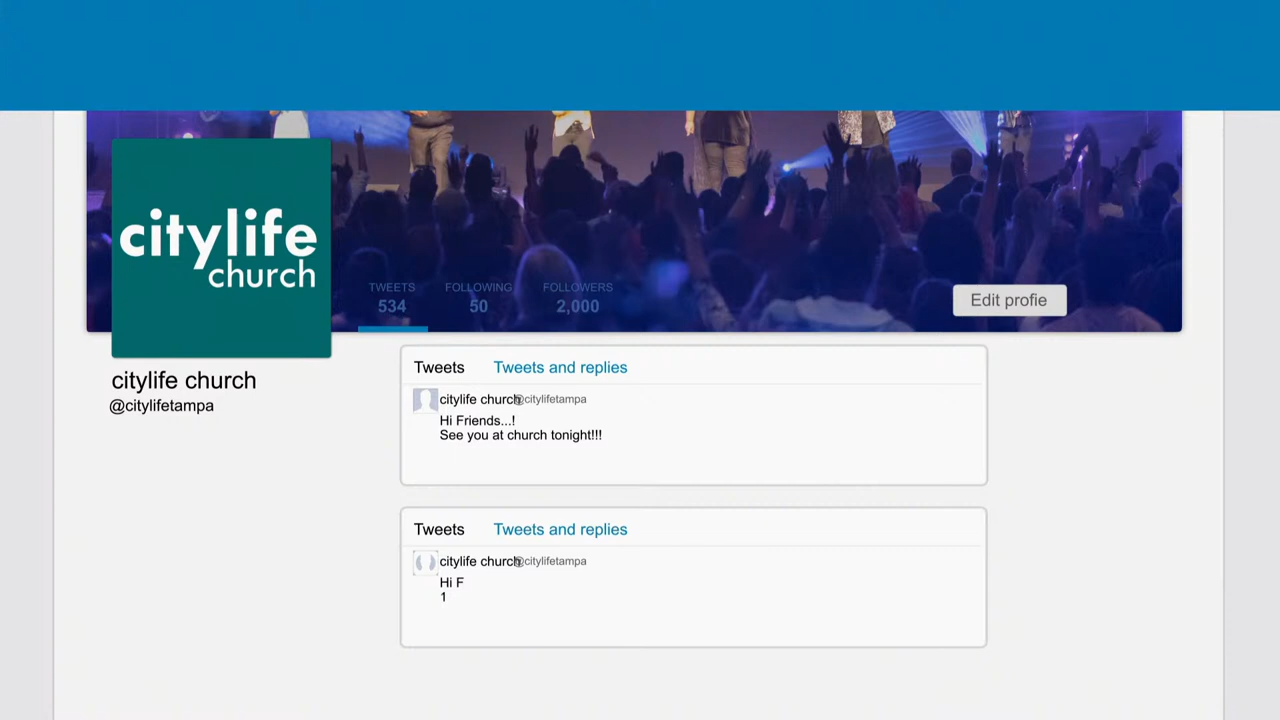 citylife
church
TWEETS FOLLOWING FOLLOWERS
534 50 2,000
Edit profie
citylife church
@citylifetampa
Tweets Tweets and replies
citylife church @citylifetampa
Hi Friends...!
See you at church tonight!!!
Tweets Tweets and replies
citylife church @citylifetampa
Hi F
1